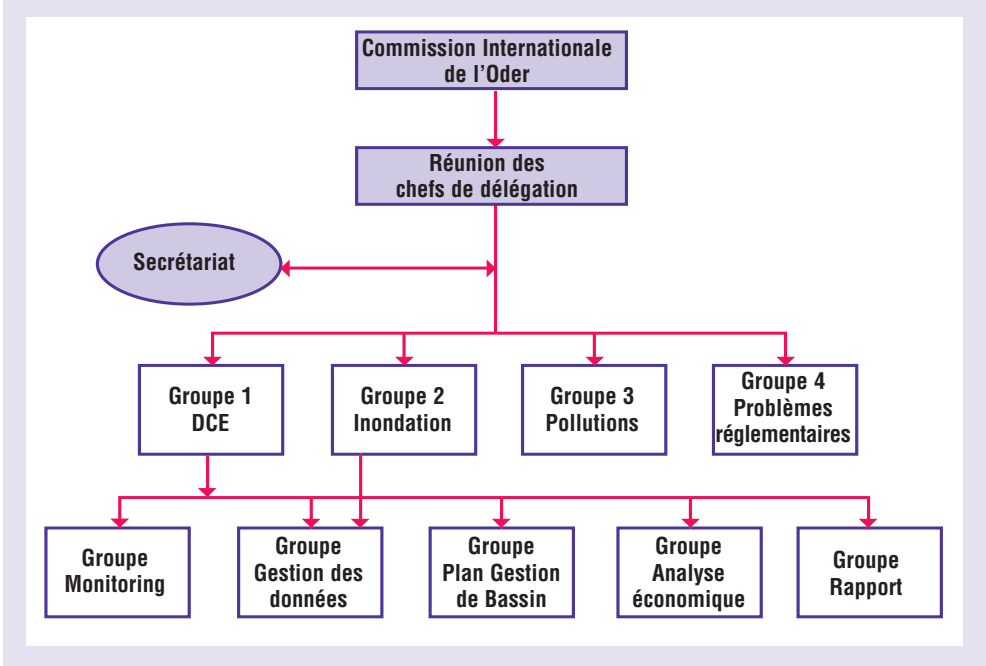 Commission Internationale
de l'Oder
Réunion des
chefs de délégation
Secrétariat
Groupe 1
DCE
Groupe 2
Inondation
Groupe 3
Pollutions
Groupe 4
Problèmes
réglementaires
Groupe
Monitoring
Groupe
Gestion des
données
Groupe
Plan Gestion
de Bassin
Groupe
Analyse
économique
Groupe
Rapport